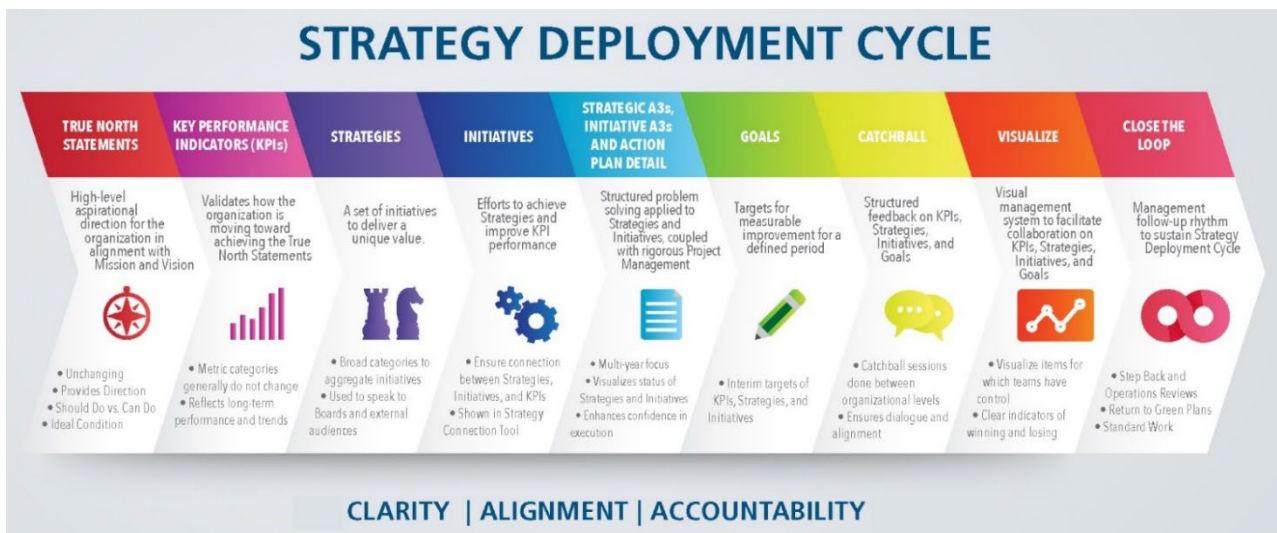 STRATEGY DEPLOYMENT CYCLE
TRUE NORTH
STATEMENTS
High-level
aspirational
direction for the
organization in
alignment with
Mission and Vision
• Unchanging
• Provides Direction
• Should Do vs. Can Do
• Ideal Condition
KEY PERFORMANCE
INDICATORS (KPIs)
Validates how the
organization is
moving toward
achieving the True
North Statements
• Metric categories
generally do not change
• Reflects long-term
performance and trends
STRATEGIES
A set of initiatives
to deliver a
unique value.
• Broad categories to
aggregate initiatives
• Used to speak to
Boards and external
audiences
INITIATIVES
Efforts to achieve
Strategies and
improve KPI
performance
• Ensure connection
between Strategies,
Initiatives, and KPIs
• Shown in Strategy
Connection Tool
STRATEGIC A3s,
INITIATIVE A3s
AND ACTION
PLAN DETAIL
Structured problem
solving applied to
Strategies and
Initiatives, coupled
with rigorous Project
Management
• Multi-year focus
• Visualizes status of
Strategies and Initiatives
• Enhances confidence in
execution
GOALS
Targets for
measurable
improvement for a
defined period
• Interim targets of
KPIs, Strategies, and
Initiatives
CATCHBALL
Structured
feedback on KPIs,
Strategies,
Initiatives, and
Goals
• Catchball sessions
done between
organizational levels
• Ensures dialogue and
alignment
VISUALIZE
Visual
management
system to facilitate
collaboration on
KPIs, Strategies,
Initiatives, and
Goals
• Visualize items for
which teams have
control
• Clear indicators of
winning and losing
CLOSE THE
LOOP
Management
follow-up rhythm
to sustain Strategy
Deployment Cycle
• Step Back and
Operations Reviews
• Return to Green Plans
• Standard Work
CLARITY | ALIGNMENT | ACCOUNTABILITY